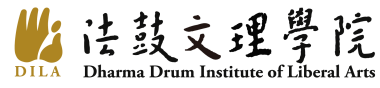 法鼓文理學院
DILA
Dharma Drum Institute of Liberal Arts